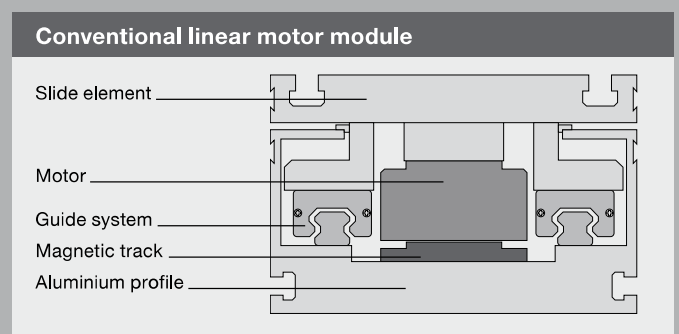 Conventional linear motor module
Slide element
Motor
Guide system
Magnetic track
Aluminium profile